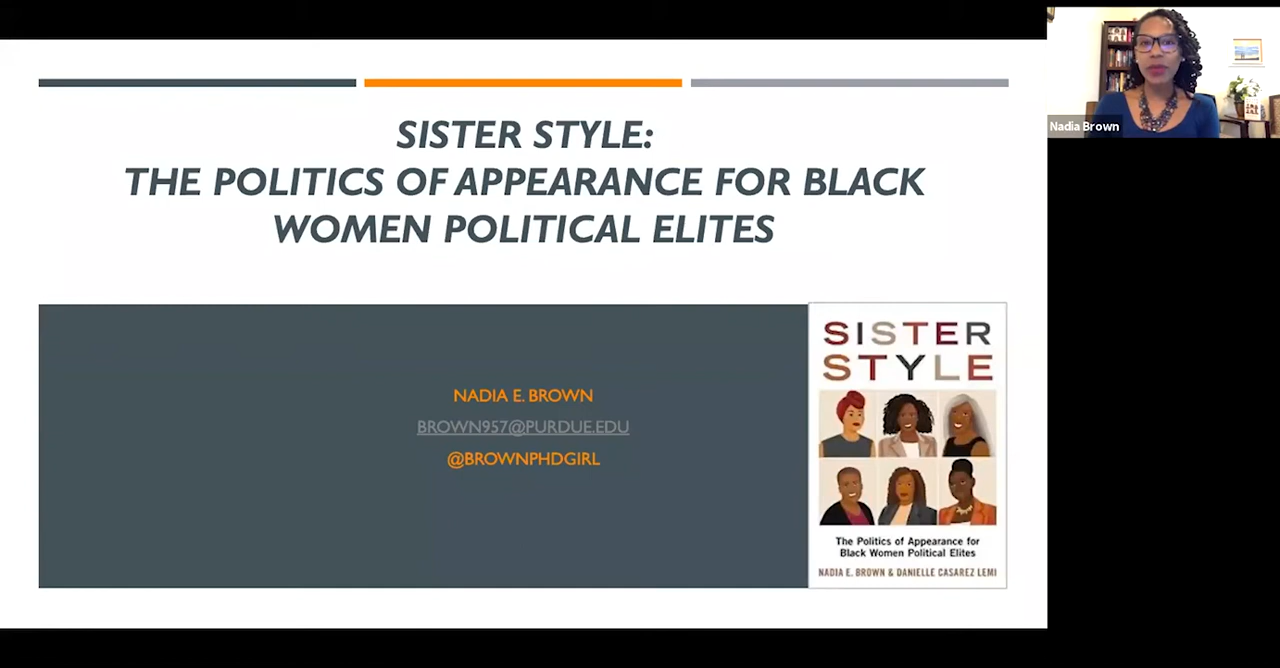 SISTER STYLE:
THE POLITICS OF APPEARANCE FOR BLACK
WOMEN POLITICAL ELITES
NADIA E. BROWN
BROWN957@PURDUE.EDU
@BROWNPHDGIRL
SISTER
STYLE
The Politics of Appearance for
Black Women Political Elites
NADIA E. BROWN & DANIELLE CASAREZ LEMI
Nadia Brown